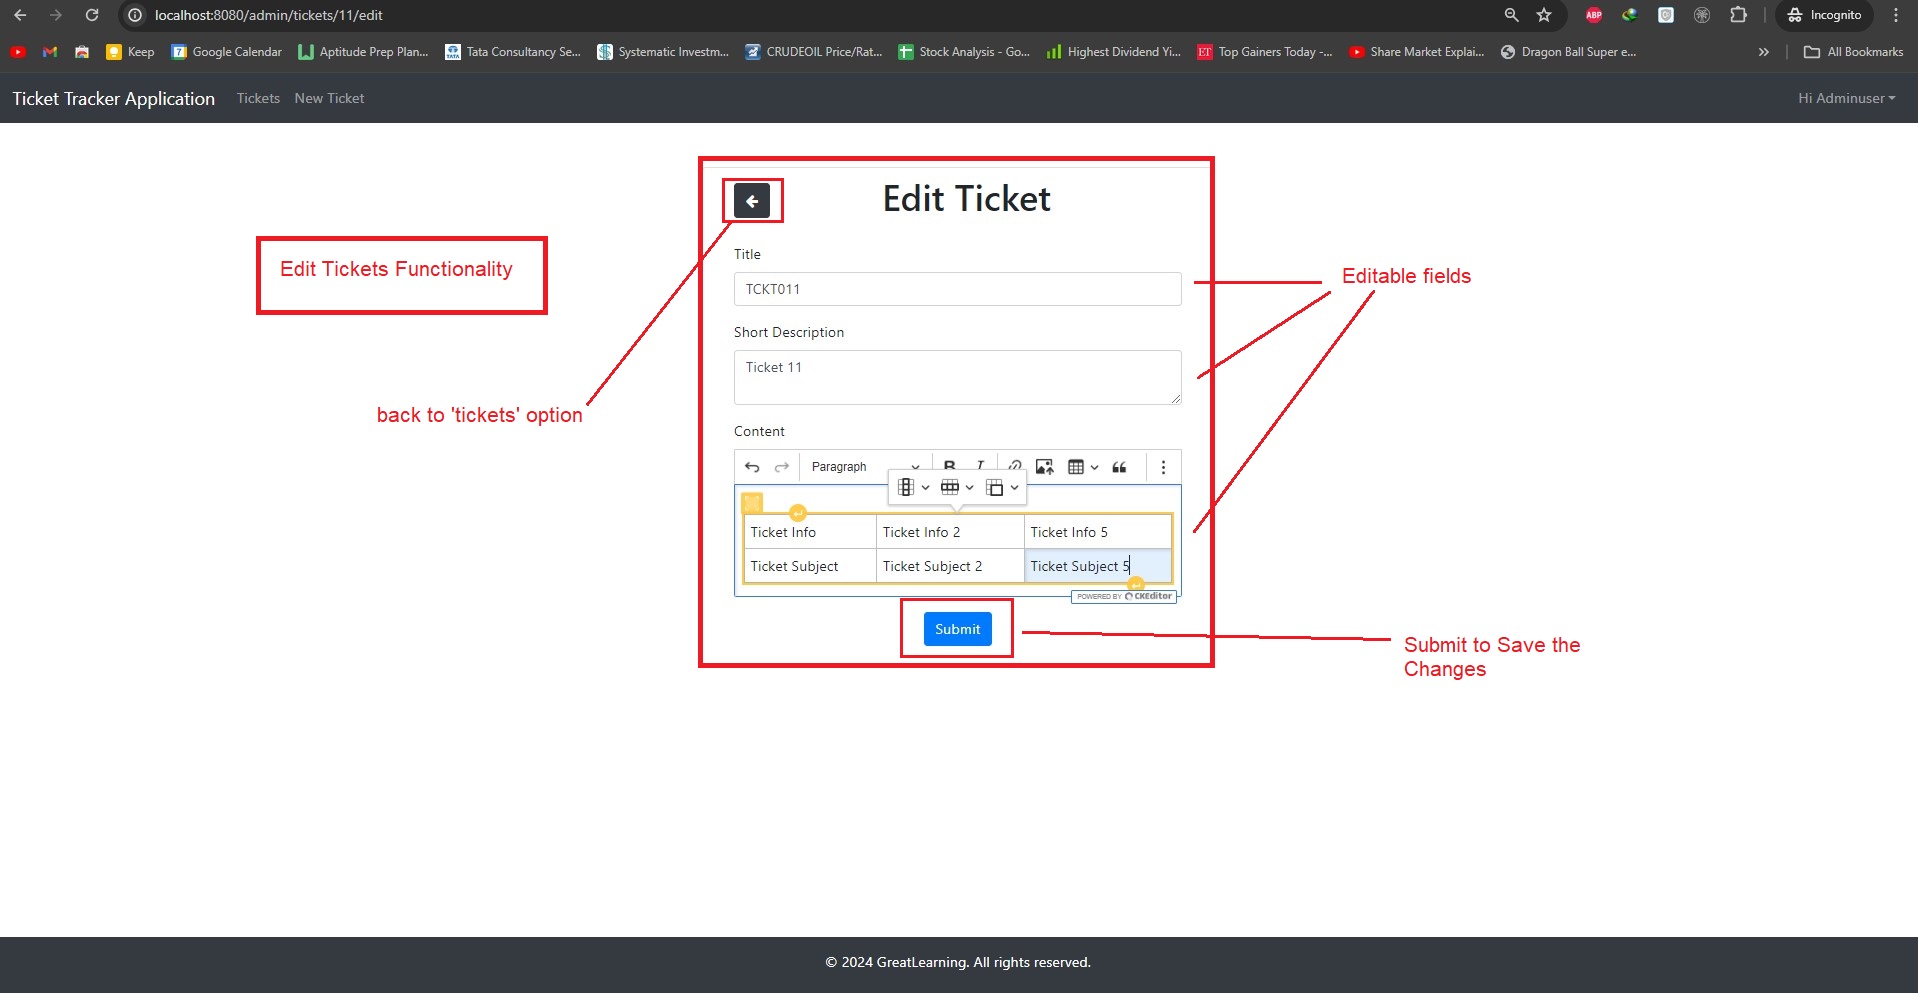 localhost:8080/admin/tickets/11/edit
ABP
Incognito
Keep
7 Google Calendar
Aptitude Prep Plan...
TATA Tata Consultancy Se...
Systematic Investm...
CRUDEOIL Price/Rat...
Stock Analysis - Go...
Highest Dividend Yi...
ET Top Gainers Today -...
Share Market Explai...
Dragon Ball Super e...
»
All Bookmarks
Ticket Tracker Application
Tickets
New Ticket
Hi Adminuser
Edit Ticket
Edit Tickets Functionality
Title
Editable fields
TCKT011
Short Description
Ticket 11
back to 'tickets' option
Content
Paragraph
B I
Ticket Info Ticket Info 2 Ticket Info 5
Ticket Subject Ticket Subject 2 Ticket Subject 5
POWERED BY CKEditor
Submit
Submit to Save the
Changes
© 2024 GreatLearning. All rights reserved.